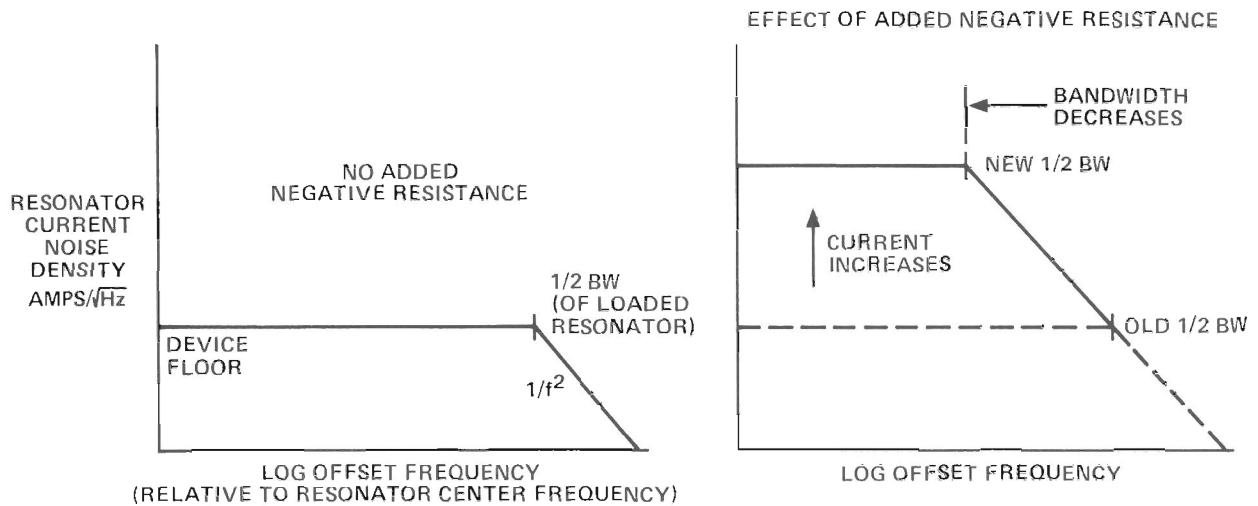 NO ADDED
NEGATIVE RESISTANCE
RESONATOR
CURRENT
NOISE
DENSITY
AMPS/√Hz
1/2 BW
(OF LOADED
RESONATOR)
DEVICE
FLOOR
1/f²
LOG OFFSET FREQUENCY
(RELATIVE TO RESONATOR CENTER FREQUENCY)
EFFECT OF ADDED NEGATIVE RESISTANCE
BANDWIDTH
DECREASES
NEW 1/2 BW
CURRENT
INCREASES
OLD 1/2 BW
LOG OFFSET FREQUENCY